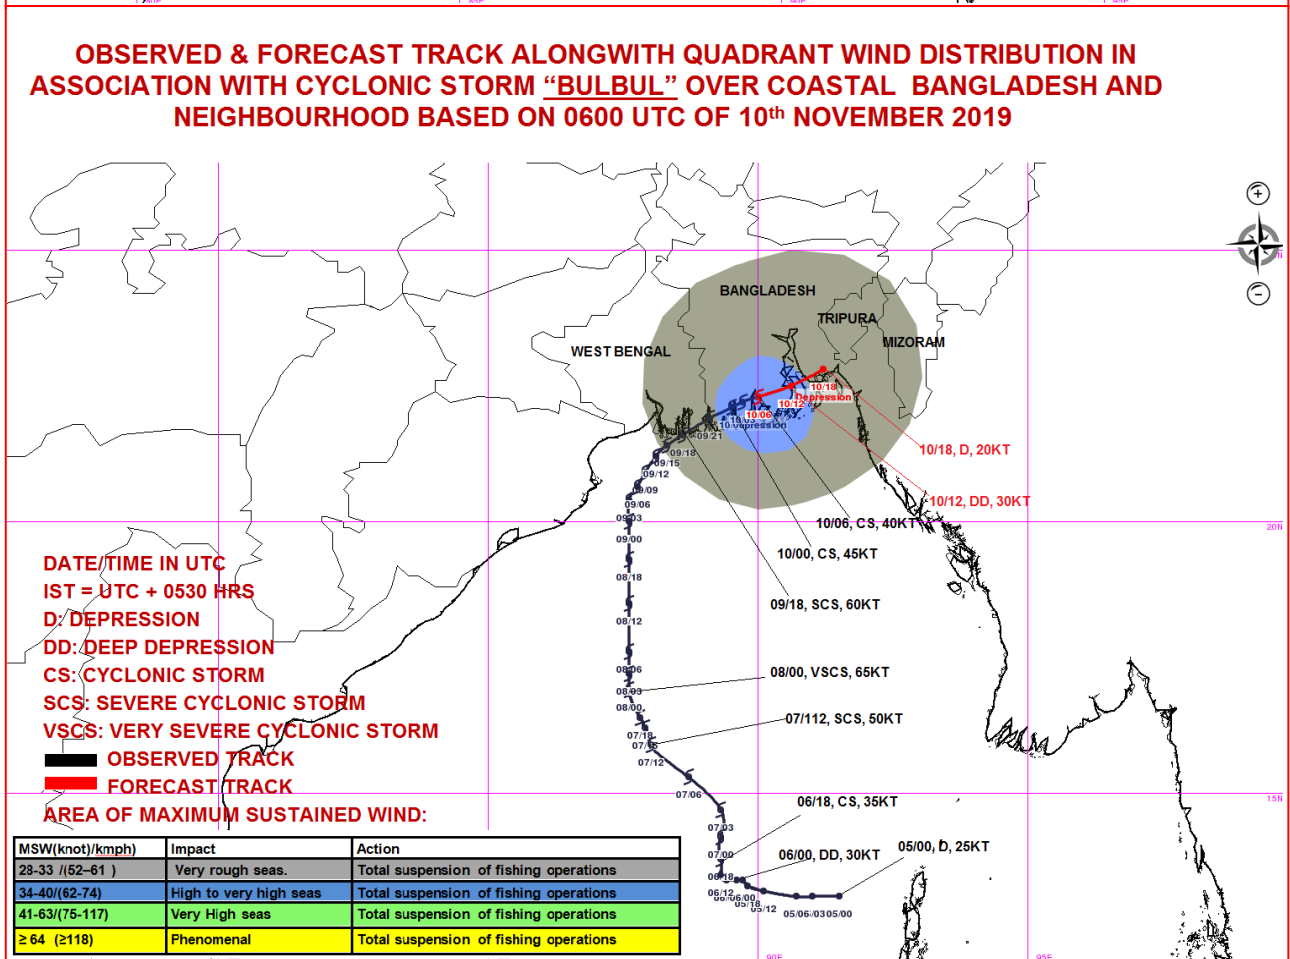 80E
85E
90E
95E
OBSERVED & FORECAST TRACK ALONGWITH QUADRANT WIND DISTRIBUTION IN
ASSOCIATION WITH CYCLONIC STORM “BULBUL” OVER COASTAL BANGLADESH AND
NEIGHBOURHOOD BASED ON 0600 UTC OF 10th NOVEMBER 2019
BANGLADESH
TRIPURA
MIZORAM
WEST BENGAL
10/18
Depression
10/12
10/06
09/21
09/18
09/15
09/12
09/09
09/06
09/03
09/00
08/18
08/12
08/06
08/03
08/00
07/18
07/12
07/06
07/03
07/00
06/18
06/12
05/18
05/12
05/06/0305/00
10/18, D, 20KT
10/12, DD, 30KT
10/06, CS, 40KT
10/00, CS, 45KT
09/18, SCS, 60KT
08/00, VSCS, 65KT
07/112, SCS, 50KT
06/18, CS, 35KT
06/00, DD, 30KT
05/00, D, 25KT
20N
15N
90E
95E
DATE/TIME IN UTC
IST = UTC + 0530 HRS
D: DEPRESSION
DD: DEEP DEPRESSION
CS: CYCLONIC STORM
SCS: SEVERE CYCLONIC STORM
VSCS: VERY SEVERE CYCLONIC STORM
OBSERVED TRACK
FORECAST TRACK
AREA OF MAXIMUM SUSTAINED WIND:
MSW(knot)/kmph) Impact Action
28-33 /(52–61 ) Very rough seas. Total suspension of fishing operations
34-40/(62-74) High to very high seas Total suspension of fishing operations
41-63/(75-117) Very High seas Total suspension of fishing operations
≥ 64 (≥118) Phenomenal Total suspension of fishing operations